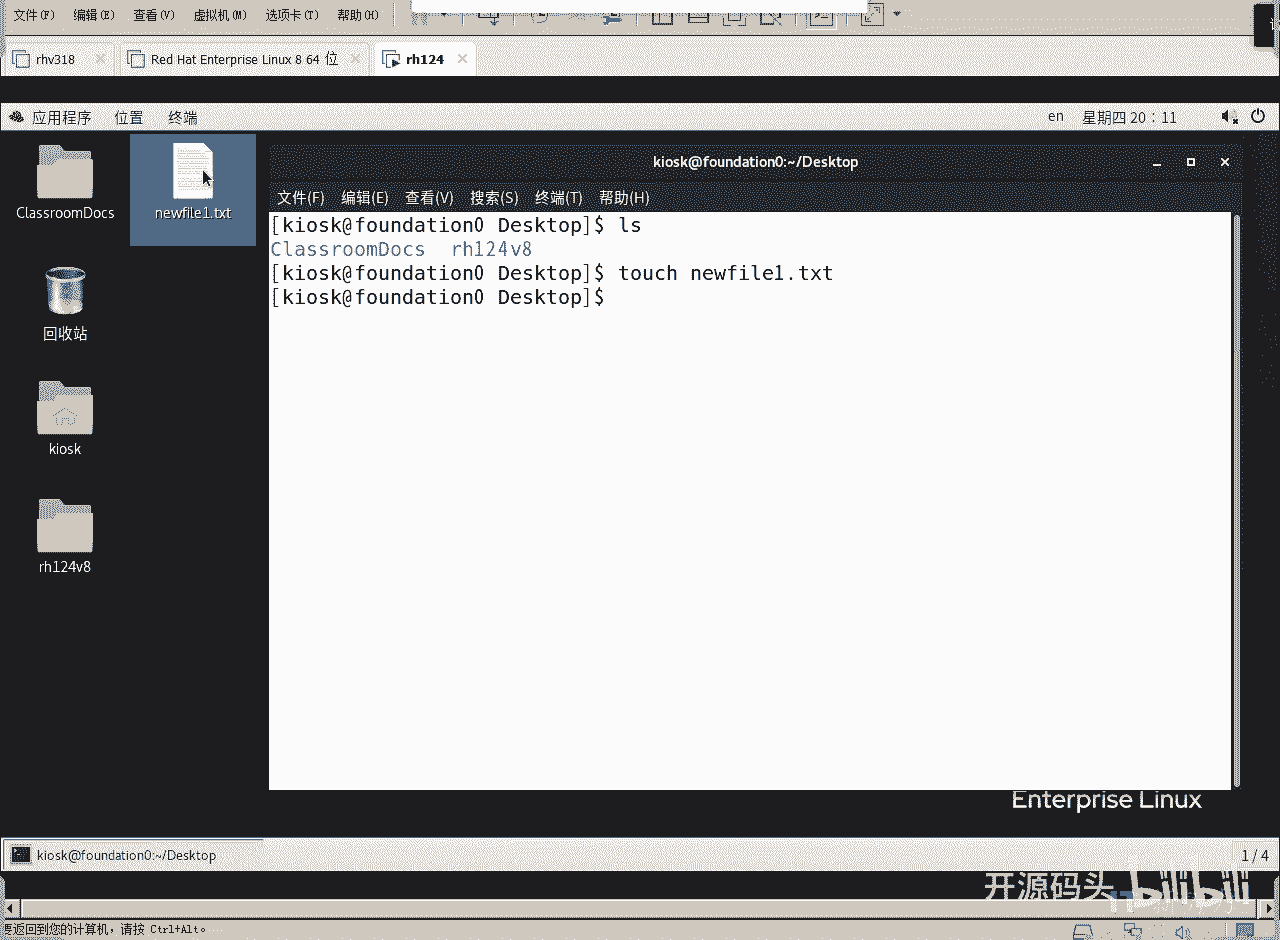 文件(F) 编辑(E) 查看(V) 虚拟机(M) 选项卡(T) 帮助(H)
rhv318 Red Hat Enterprise Linux 8 64 位 rh124
应用程序 位置 终端 en 星期四 20：11
ClassroomDocs
newfile1.txt
回收站
kiosk
rh124v8
kiosk@foundation0:~/Desktop
文件(F) 编辑(E) 查看(V) 搜索(S) 终端(T) 帮助(H)
[kiosk@foundation0 Desktop]$ ls
ClassroomDocs rh124v8
[kiosk@foundation0 Desktop]$ touch newfile1.txt
[kiosk@foundation0 Desktop]$
Enterprise Linux
kiosk@foundation0:~/Desktop 1 / 4
开源码头 bilibili
要返回到您的计算机，请按 Ctrl+Alt。